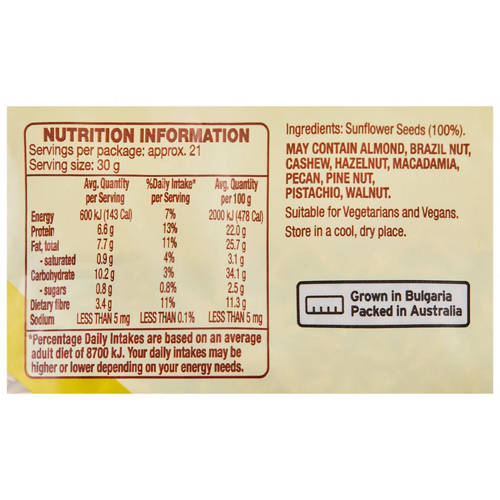 NUTRITION INFORMATION
Servings per package: approx. 21
Serving size: 30 g
Avg. Quantity per Serving %Daily Intake* per Serving Avg. Quantity per 100 g
Energy 600 kJ (143 Cal) 7% 2000 kJ (478 Cal)
Protein 6.6 g 13% 22.0 g
Fat, total 7.7 g 11% 25.7 g
- saturated 0.9 g 4% 3.1 g
Carbohydrate 10.2 g 3% 34.1 g
- sugars 0.8 g 0.8% 2.5 g
Dietary fibre 3.4 g 11% 11.3 g
Sodium LESS THAN 5 mg LESS THAN 0.1% LESS THAN 5 mg
*Percentage Daily Intakes are based on an average
adult diet of 8700 kJ. Your daily intakes may be
higher or lower depending on your energy needs.
Ingredients: Sunflower Seeds (100%).
MAY CONTAIN ALMOND, BRAZIL NUT,
CASHEW, HAZELNUT, MACADAMIA,
PECAN, PINE NUT,
PISTACHIO, WALNUT.
Suitable for Vegetarians and Vegans.
Store in a cool, dry place.
Grown in Bulgaria
Packed in Australia